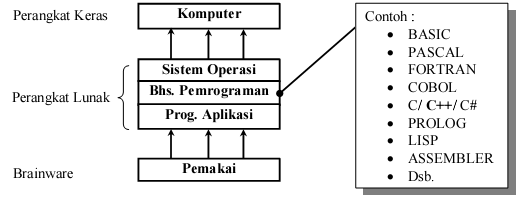 Perangkat Keras
Komputer
Sistem Operasi
Perangkat Lunak
Bhs. Pemrograman
Prog. Aplikasi
Brainware
Pemakai
Contoh :
• BASIC
• PASCAL
• FORTRAN
• COBOL
• C/ C++/ C#
• PROLOG
• LISP
• ASSEMBLER
• Dsb.